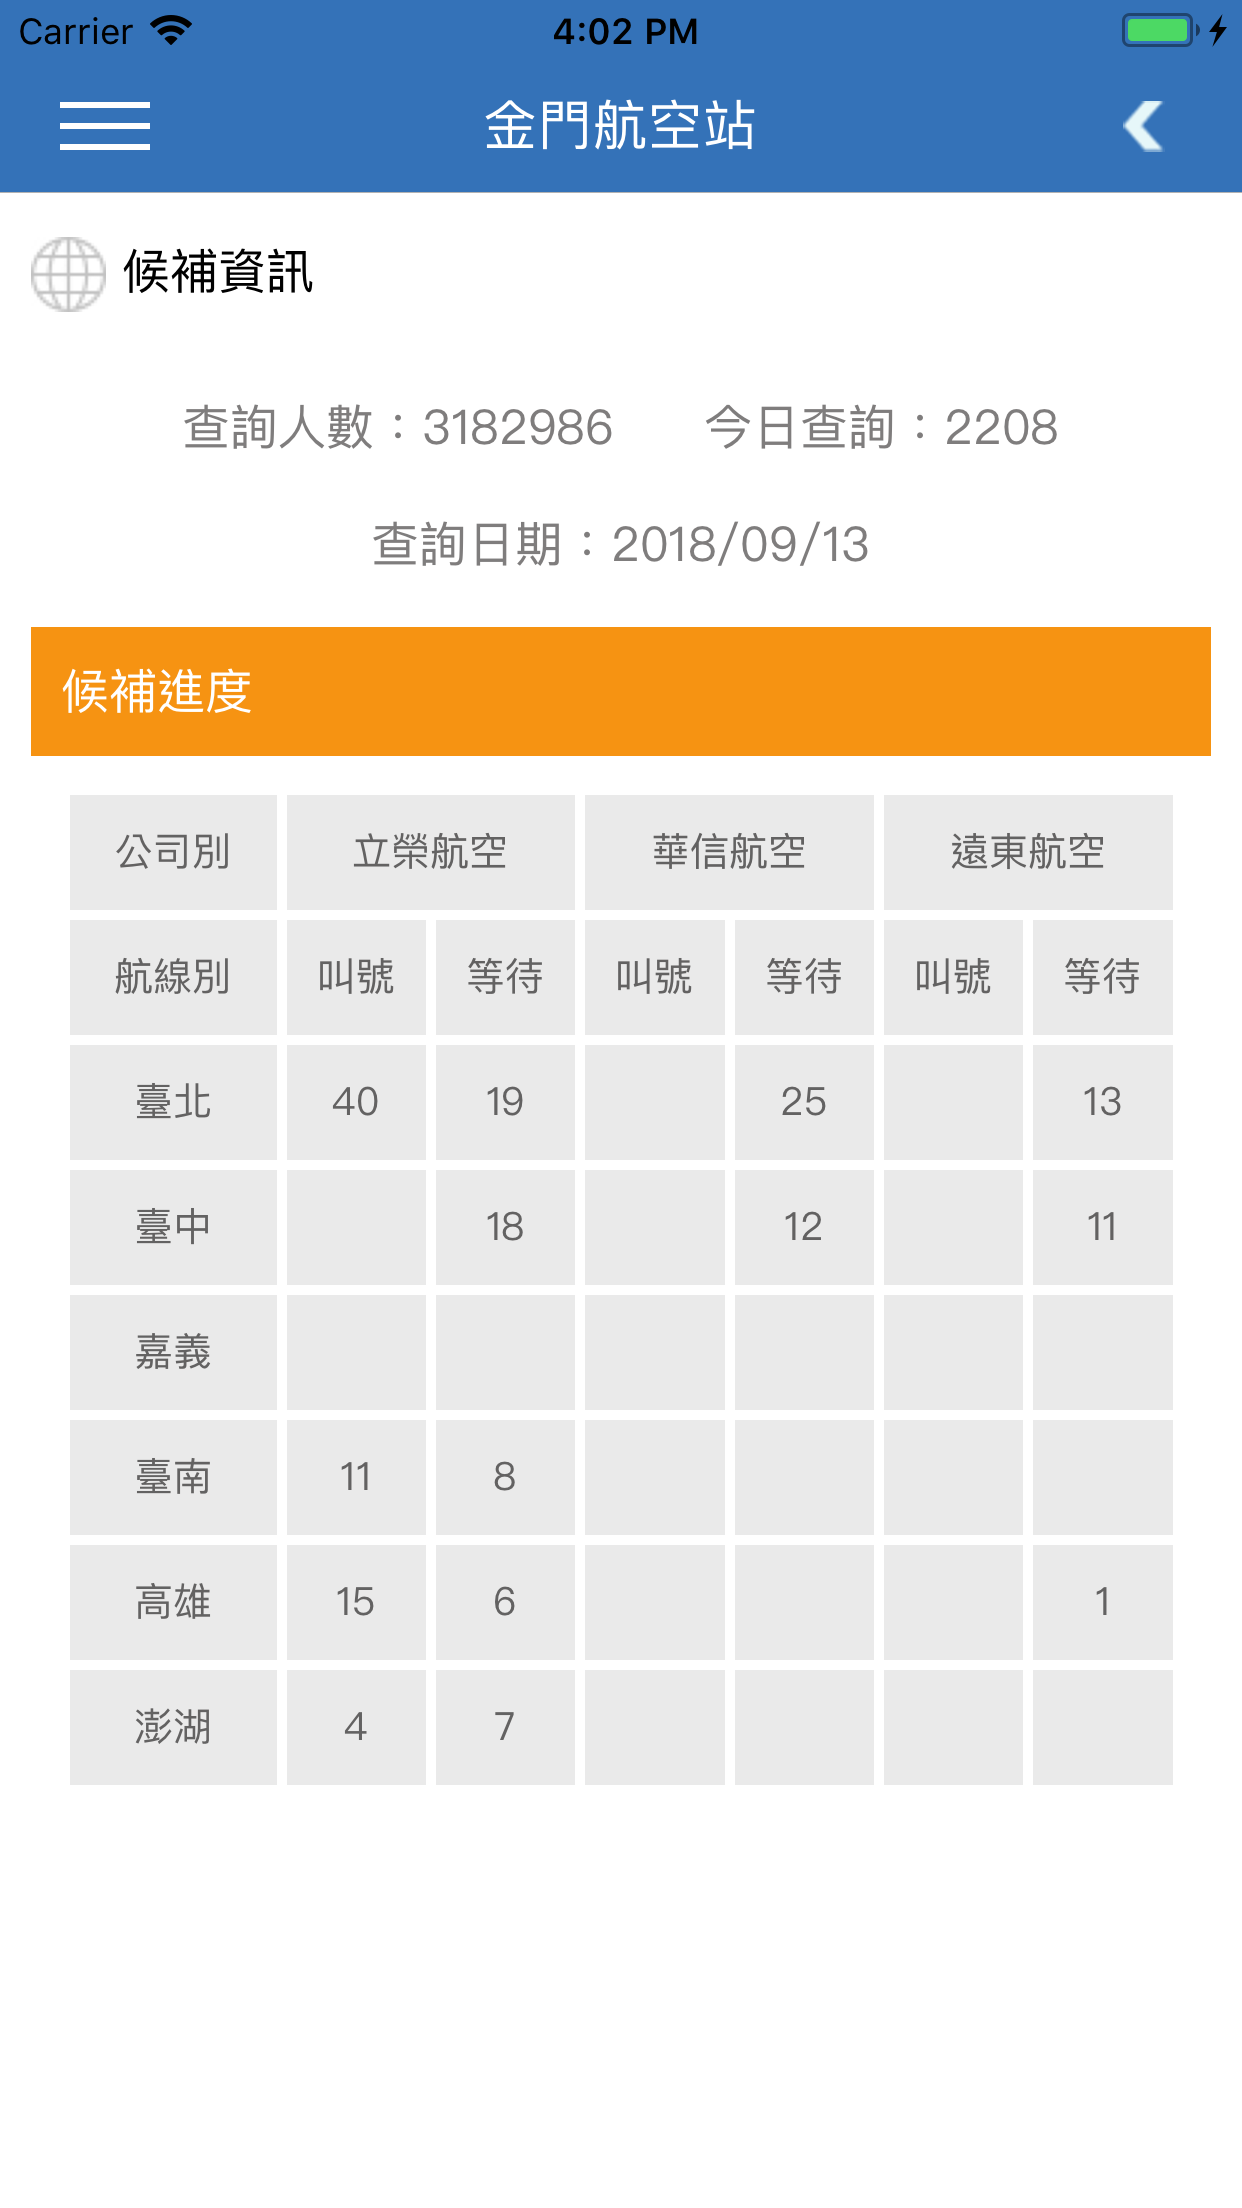 Carrier 4:02 PM
金門航空站
候補資訊
查詢人數：3182986 今日查詢：2208
查詢日期：2018/09/13
候補進度
公司別 立榮航空 華信航空 遠東航空
航線別 叫號 等待 叫號 等待 叫號 等待
臺北 40 19 25 13
臺中 18 12 11
嘉義
臺南 11 8
高雄 15 6 1
澎湖 4 7